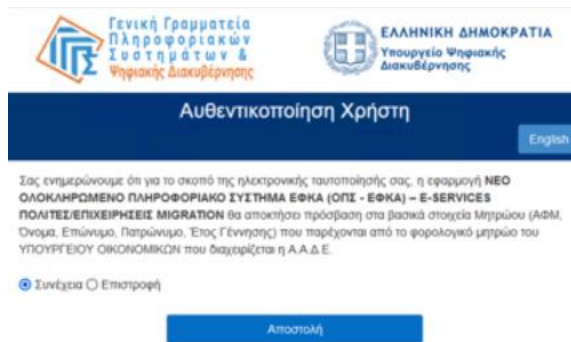 Γενική Γραμματεία
Πληροφοριακών
Συστημάτων &
Ψηφιακής Διακυβέρνησης
ΕΛΛΗΝΙΚΗ ΔΗΜΟΚΡΑΤΙΑ
Υπουργείο Ψηφιακής
Διακυβέρνησης
Αυθεντικοποίηση Χρήστη
English
Σας ενημερώνουμε ότι για το σκοπό της ηλεκτρονικής ταυτοποίησής σας, η εφαρμογή ΝΕΟ
ΟΛΟΚΛΗΡΩΜΕΝΟ ΠΛΗΡΟΦΟΡΙΑΚΟ ΣΥΣΤΗΜΑ ΕΦΚΑ (ΟΠΣ - ΕΦΚΑ) – E-SERVICES
ΠΟΛΙΤΕΣ/ΕΠΙΧΕΙΡΗΣΕΙΣ MIGRATION θα αποκτήσει πρόσβαση στα βασικά στοιχεία Μητρώου (ΑΦΜ,
Όνομα, Επώνυμο, Πατρώνυμο, Έτος Γέννησης) που παρέχονται από το φορολογικό μητρώο του
ΥΠΟΥΡΓΕΙΟΥ ΟΙΚΟΝΟΜΙΚΩΝ που διαχειρίζεται η Α.Α.Δ.Ε.
Συνέχεια Επιστροφή
Αποστολή